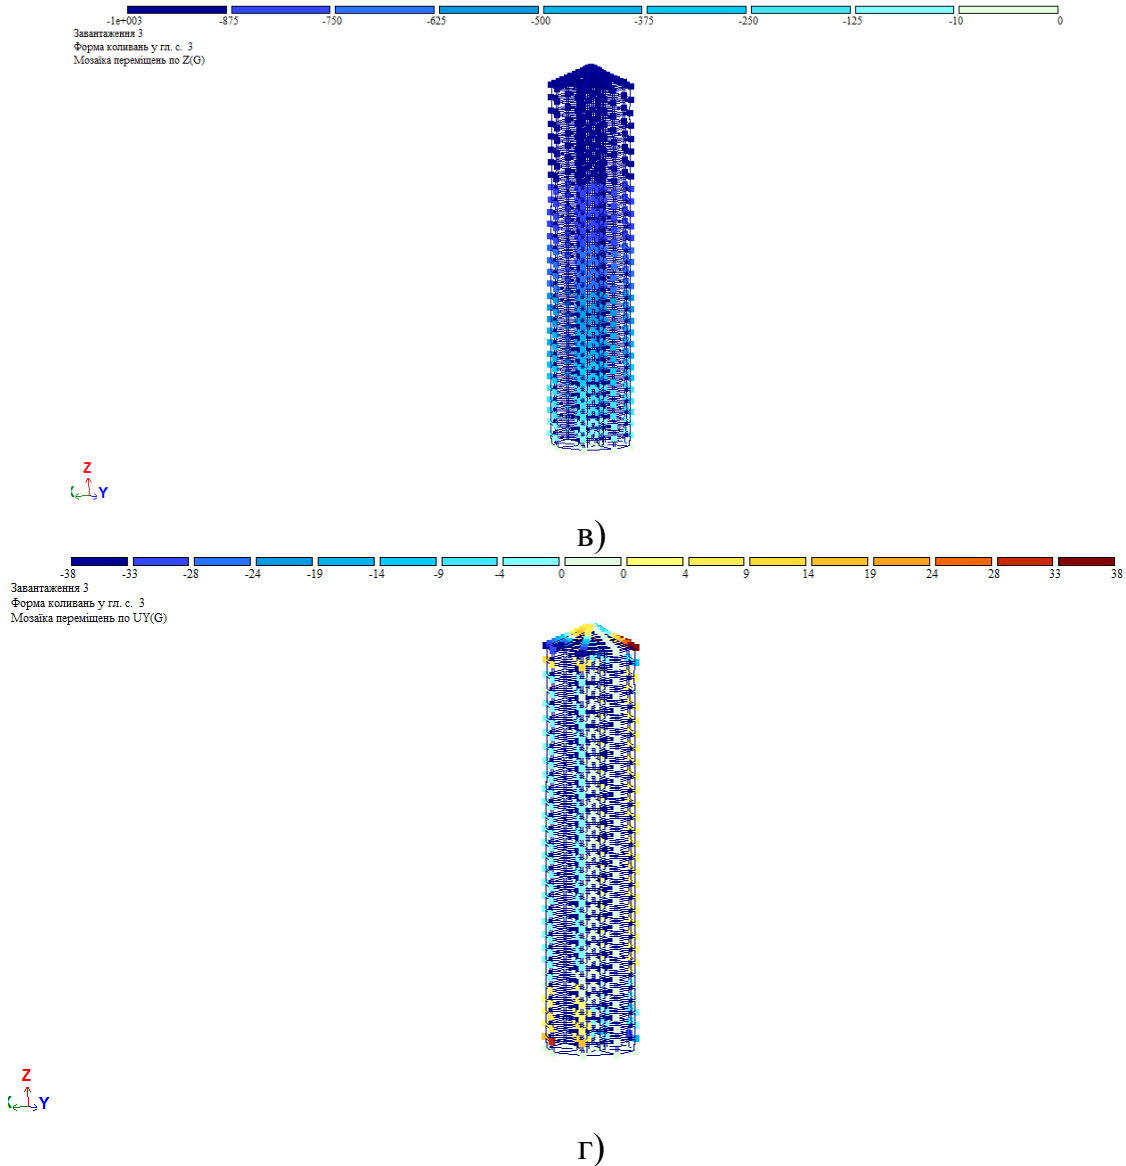 -1e+003 -875 -750 -625 -500 -375 -250 -125 -10 0
Завантаження 3
Форма коливань у гл. с. 3
Мозаїка переміщень по Z(G)
Z
Y
в)
-38 -33 -28 -24 -19 -14 -9 -4 0 0 4 9 14 19 24 28 33 38
Завантаження 3
Форма коливань у гл. с. 3
Мозаїка переміщень по UY(G)
Z
Y
г)